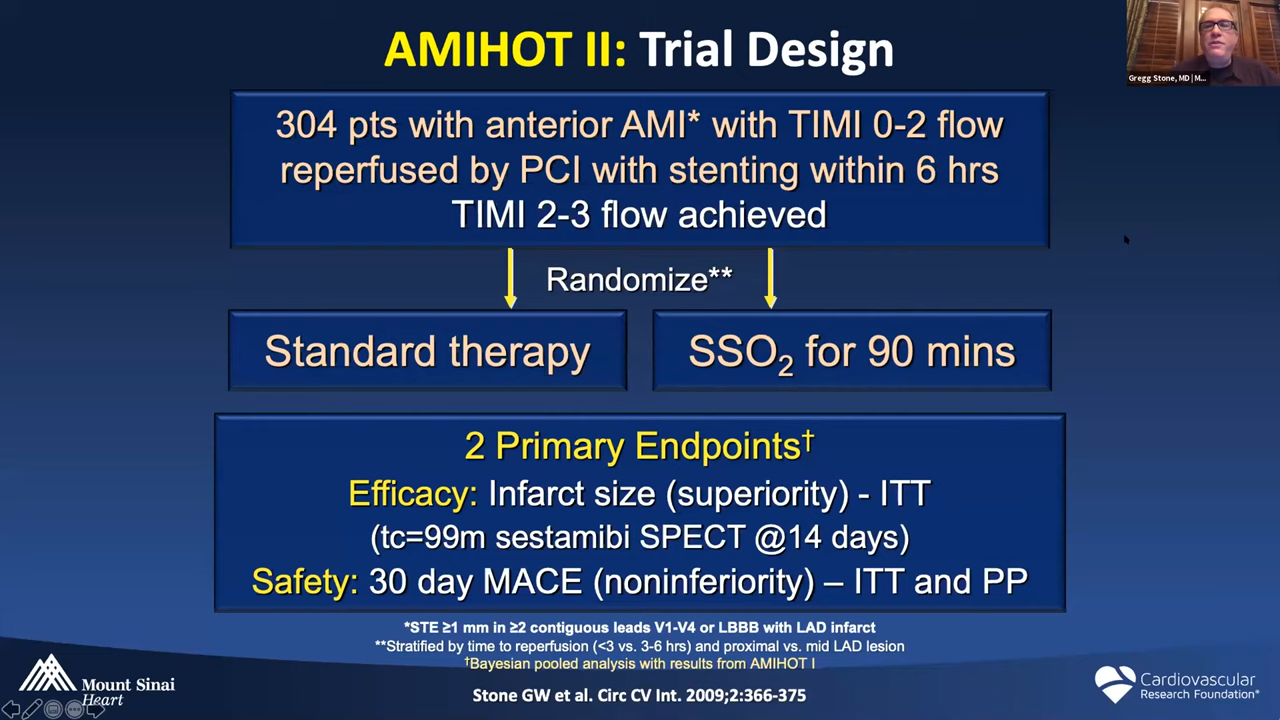 AMIHOT II: Trial Design
Gregg Stone, MD | M...
304 pts with anterior AMI* with TIMI 0-2 flow
reperfused by PCI with stenting within 6 hrs
TIMI 2-3 flow achieved
Randomize**
Standard therapy
SSO₂ for 90 mins
2 Primary Endpoints†
Efficacy: Infarct size (superiority) - ITT
(tc=99m sestamibi SPECT @14 days)
Safety: 30 day MACE (noninferiority) – ITT and PP
*STE ≥1 mm in ≥2 contiguous leads V1-V4 or LBBB with LAD infarct
**Stratified by time to reperfusion (<3 vs. 3-6 hrs) and proximal vs. mid LAD lesion
†Bayesian pooled analysis with results from AMIHOT I
Stone GW et al. Circ CV Int. 2009;2:366-375
Mount Sinai
Heart
Cardiovascular
Research Foundation®